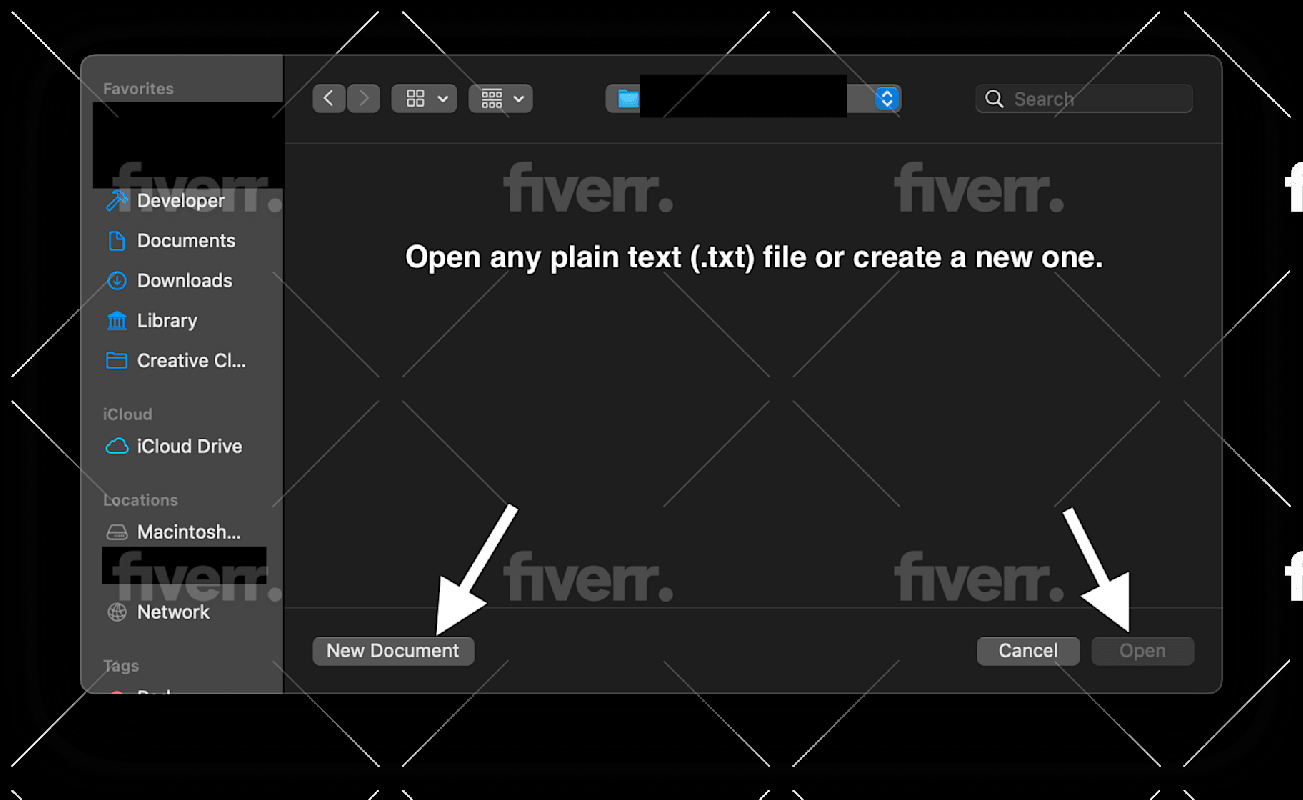 Favorites
Search
fiverr. fiverr. fiverr.
Developer
Documents
Open any plain text (.txt) file or create a new one.
Downloads
Library
Creative Cl...
iCloud
iCloud Drive
Locations
Macintosh...
fiverr. fiverr. fiverr.
Network
New Document
Cancel
Open
Tags